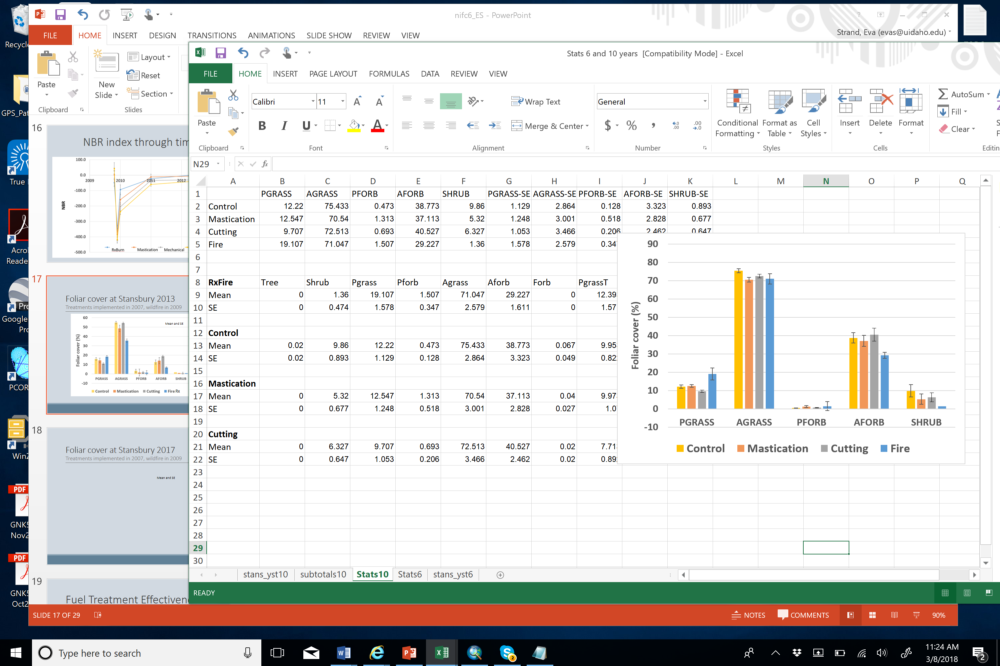 nifc6_ES - PowerPoint
Strand, Eva (evas@uidaho.edu)
FILE HOME INSERT DESIGN TRANSITIONS ANIMATIONS SLIDE SHOW REVIEW VIEW
Paste
New Slide
Layout
Reset
Section
Clipboard Slides
Stats 6 and 10 years [Compatibility Mode] - Excel
FILE HOME INSERT PAGE LAYOUT FORMULAS DATA REVIEW VIEW
Paste
Calibri 11
Wrap Text
Merge & Center
General
Conditional Formatting
Format as Table
Cell Styles
Insert Delete Format
AutoSum
Fill
Clear
Clipboard Font Alignment Number Styles Cells
N29
A B C D E F G H I J K L M N O P Q
1 PGRASS AGRASS PFORB AFORB SHRUB PGRASS-SE AGRASS-SE PFORB-SE AFORB-SE SHRUB-SE
2 Control 12.22 75.433 0.473 38.773 9.86 1.129 2.864 0.128 3.323 0.893
3 Mastication 12.547 70.54 1.313 37.113 5.32 1.248 3.001 0.518 2.828 0.677
4 Cutting 9.707 72.513 0.693 40.527 6.327 1.053 3.466 0.206 2.462 0.647
5 Fire 19.107 71.047 1.507 29.227 1.36 1.578 2.579 0.34
6
7
8 RxFire Tree Shrub Pgrass Pforb Agrass Aforb Forb PgrassT
9 Mean 0 1.36 19.107 1.507 71.047 29.227 0 12.39
10 SE 0 0.474 1.578 0.347 2.579 1.611 0 1.57
11
12 Control
13 Mean 0.02 9.86 12.22 0.473 75.433 38.773 0.067 9.95
14 SE 0.02 0.893 1.129 0.128 2.864 3.323 0.049 0.82
15
16 Mastication
17 Mean 0 5.32 12.547 1.313 70.54 37.113 0.04 9.97
18 SE 0 0.677 1.248 0.518 3.001 2.828 0.027 1.0
19
20 Cutting
21 Mean 0 6.327 9.707 0.693 72.513 40.527 0.02 7.71
22 SE 0 0.647 1.053 0.206 3.466 2.462 0.02 0.89
23
24
25
26
27
28
29
30
90
80
70
60
50
40
30
20
10
0
-10
Foliar cover (%)
PGRASS AGRASS PFORB AFORB SHRUB
Control Mastication Cutting Fire
stans_yst10 subtotals10 Stats10 Stats6 stans_yst6
READY
16
NBR index through
100.0
0.0
-100.0
-200.0
-300.0
-400.0
-500.0
NBR
2009 2010 2011 2012
RxBurn Mastication Mechanical
17
Foliar cover at Stansbury 2013
Treatments implemented in 2007, wildfire in 2009
Mean and SE
60
50
40
30
20
10
0
-10
Foliar cover (%)
PGRASS AGRASS PFORB AFORB SHRUB
Control Mastication Cutting Fire Rx
18
Foliar cover at Stansbury 2017
Treatments implemented in 2007, wildfire in 2009
Mean and SE
19
Fuel Treatment
SLIDE 17 OF 29
NOTES COMMENTS 90%
True
Google
PDF
GNK
PDF
GNK
Type here to search
2
11:24 AM
3/8/2018
2